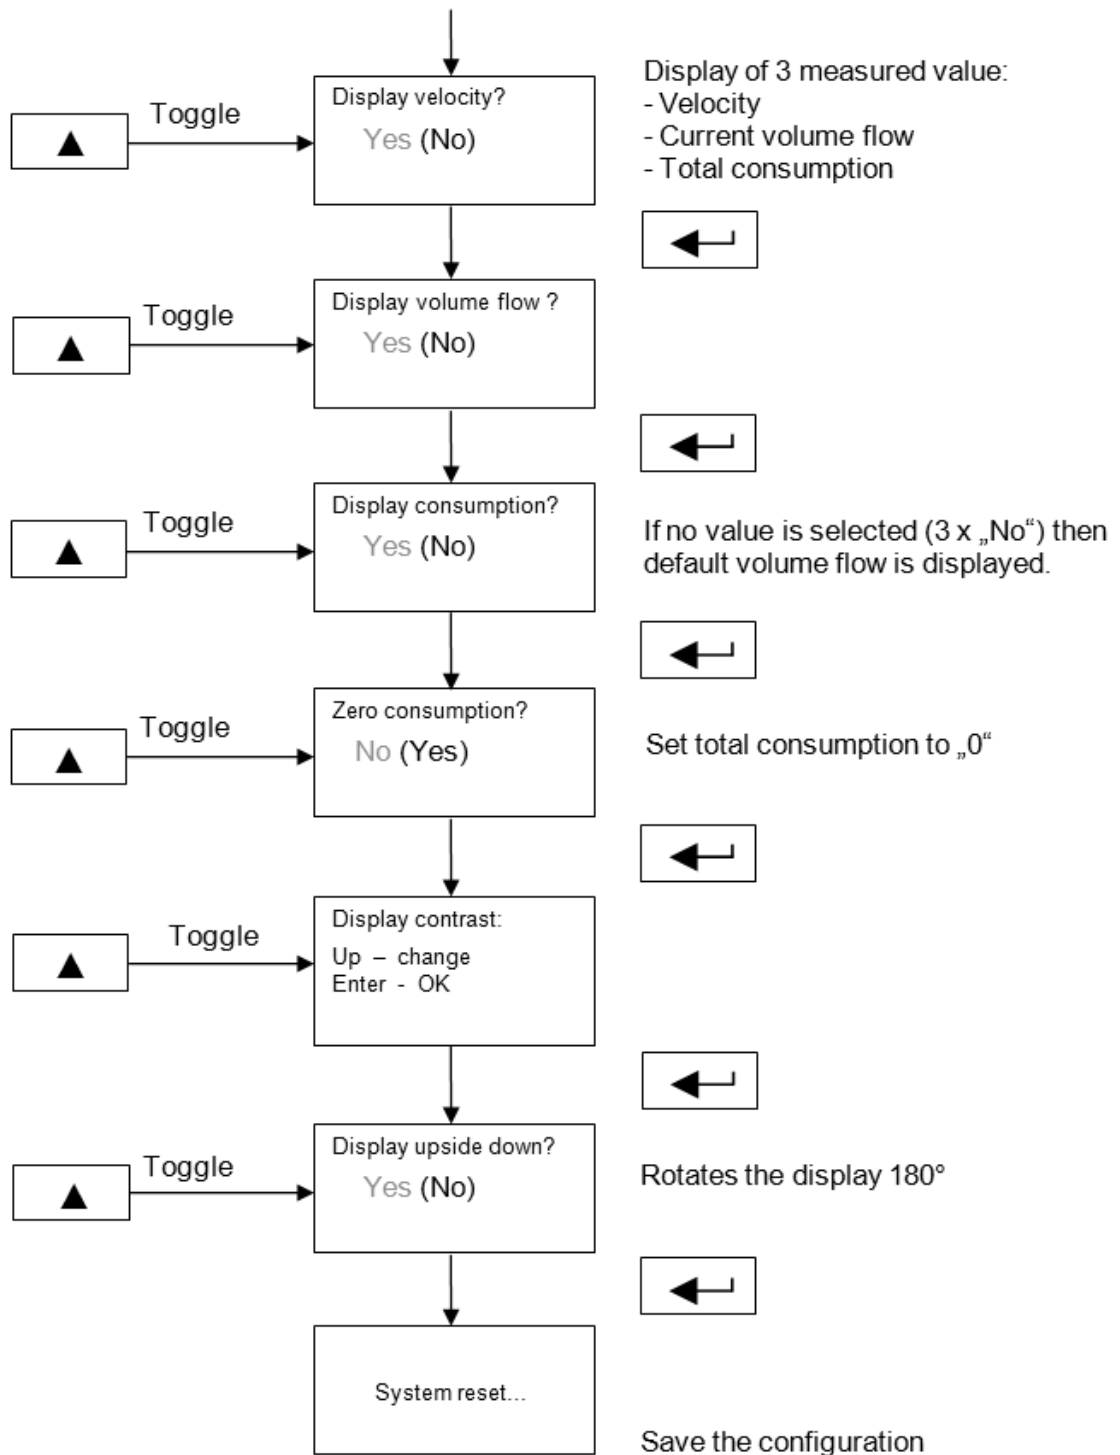 Display velocity?
Toggle
Yes (No)
Display of 3 measured value:
- Velocity
- Current volume flow
- Total consumption
Display volume flow ?
Toggle
Yes (No)
Display consumption?
Toggle
Yes (No)
If no value is selected (3 x „No“) then
default volume flow is displayed.
Zero consumption?
Toggle
No (Yes)
Set total consumption to „0“
Display contrast:
Toggle
Up – change
Enter - OK
Display upside down?
Toggle
Yes (No)
Rotates the display 180°
System reset...
Save the configuration